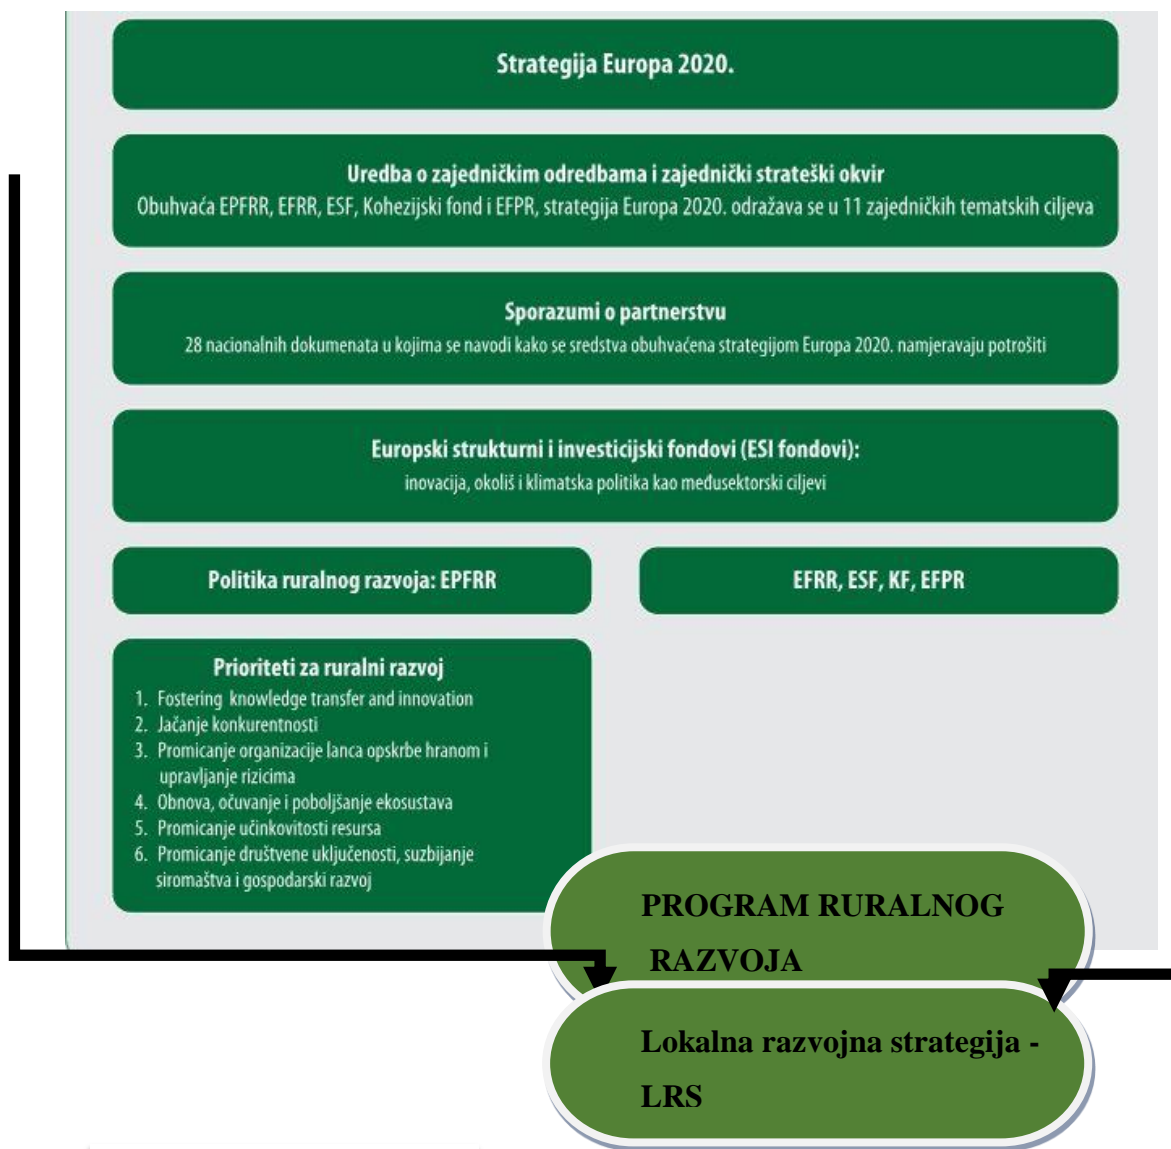 Strategija Europa 2020.
Uredba o zajedničkim odredbama i zajednički strateški okvir
Obuhvaća EPFRR, EFRR, ESF, Kohezijski fond i EFPR, strategija Europa 2020. odražava se u 11 zajedničkih tematskih ciljeva
Sporazumi o partnerstvu
28 nacionalnih dokumenata u kojima se navodi kako se sredstva obuhvaćena strategijom Europa 2020. namjeravaju potrošiti
Europski strukturni i investicijski fondovi (ESI fondovi):
inovacija, okoliš i klimatska politika kao međusektorski ciljevi
Politika ruralnog razvoja: EPFRR
EFRR, ESF, KF, EFPR
Prioriteti za ruralni razvoj
1. Fostering knowledge transfer and innovation
2. Jačanje konkurentnosti
3. Promicanje organizacije lanca opskrbe hranom i
upravljanje rizicima
4. Obnova, očuvanje i poboljšanje ekosustava
5. Promicanje učinkovitosti resursa
6. Promicanje društvene uključenosti, suzbijanje
siromaštva i gospodarski razvoj
PROGRAM RURALNOG
RAZVOJA
Lokalna razvojna strategija -
LRS